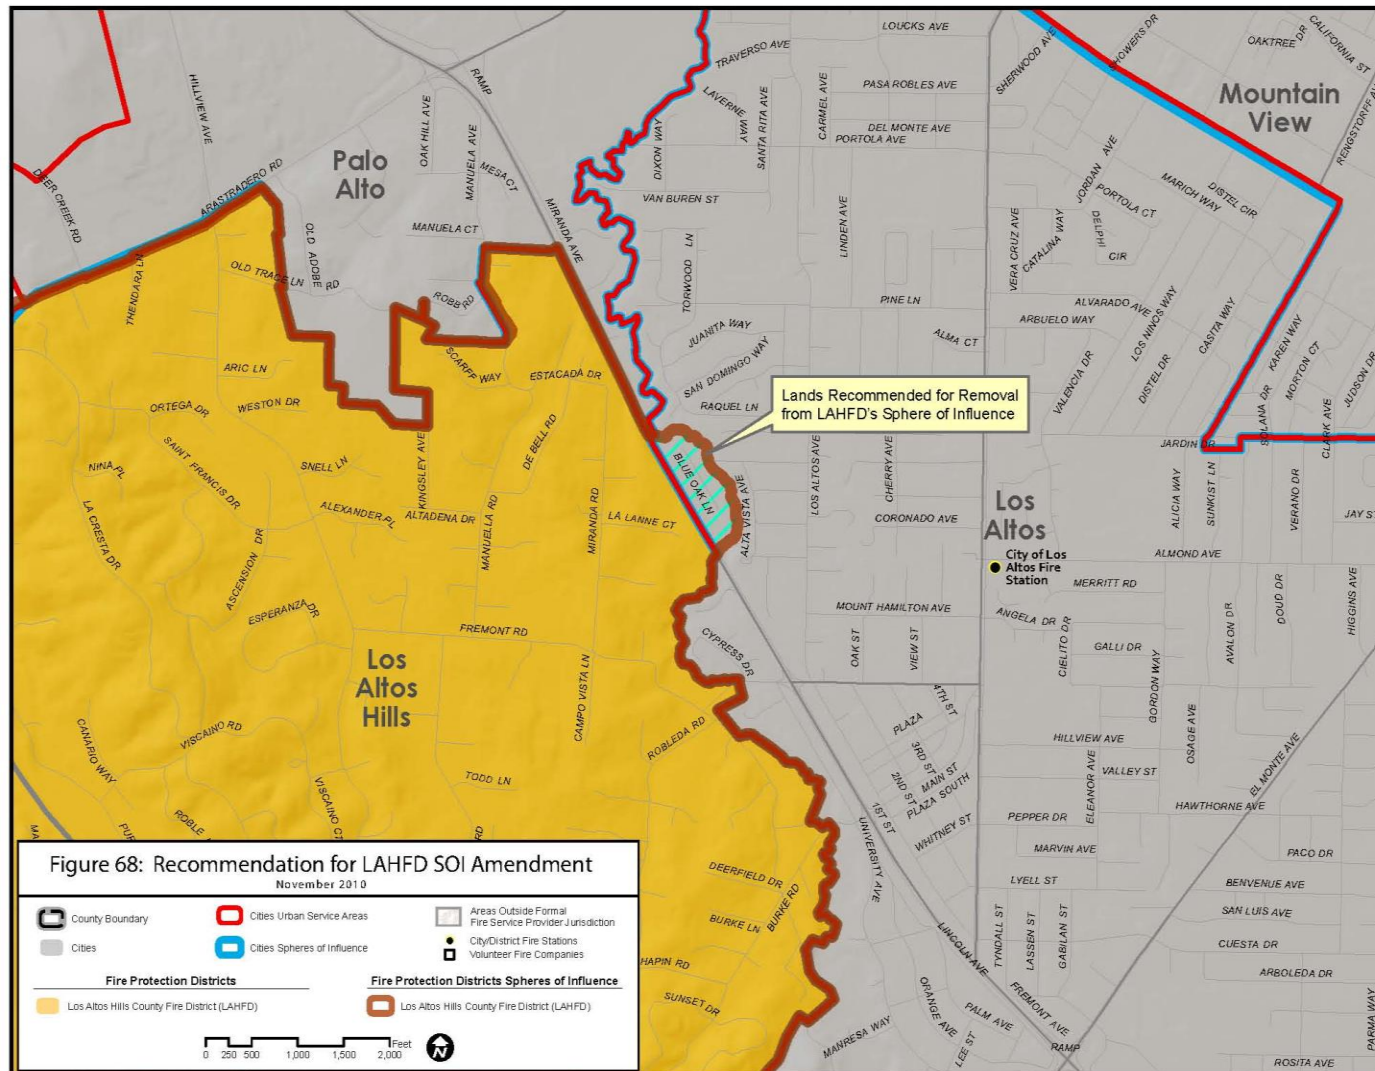 LOUCKS AVE
TRAVERSO AVE
SHERWOOD AVE
SHOWERS DR
OAKTREE DR
CALIFORNIA ST
RAMP
HILLVIEW AVE
OAK HILL AVE
MANUELA AVE
LAVERNE WAY
PASA ROBLES AVE
CARMEL AVE
SANTA RITA AVE
DIXON WAY
DEL MONTE AVE
PORTOLA AVE
Mountain
View
RENGSTORFF AV
Palo
Alto
MESA CT
DEER CREEK RD
ARASTRADERO RD
VAN BUREN ST
MIRANDA AVE
JORDAN AVE
PORTOLA CT
MARICH WAY
DISTEL CIR
MANUELA CT
OLD ADOBE RD
OLD TRACE LN
THENDARA LN
ROBB RD
TORWOOD LN
LINDEN AVE
VERA CRUZ AVE
CATALINA WAY
DELPHI CIR
PINE LN
ALVARADO AVE
ARBUELO WAY
LOS NINOS WAY
CASITA WAY
KAREN WAY
MORTON CT
JUDSON DR
JUANITA WAY
SAN DOMINGO WAY
ALMA CT
VALENCIA DR
DISTEL DR
SOLANA DR
CLARK AVE
SCARFF WAY
ESTACADA DR
ARIC LN
WESTON DR
ORTEGA DR
RAQUEL LN
Lands Recommended for Removal
from LAHFD's Sphere of Influence
JARDIN DR
SAINT FRANCIS DR
NINA PL
SNELL LN
KINGSLEY AVE
DE BELL RD
BLUE OAK LN
ALTA VISTA AVE
LOS ALTOS AVE
CHERRY AVE
ALICIA WAY
SUNKIST LN
VERANO DR
JAY ST
LA CRESTA DR
ALEXANDER PL
ALTADENA DR
MANUELLA RD
MIRANDA RD
LA LANNE CT
CORONADO AVE
Los
Altos
City of Los
Altos Fire
Station
ALMOND AVE
ASCENSION DR
ESPERANZA DR
MERRITT RD
FREMONT RD
MOUNT HAMILTON AVE
ANGELA DR
AVALON DR
DOUD DR
HIGGINS AVE
Los
Altos
Hills
CAMPO VISTA LN
CYPRESS DR
OAK ST
VIEW ST
CIELITO DR
GALLI DR
GORDON WAY
CANARIO WAY
VISCAINO RD
ROBLEDA RD
4TH ST
PLAZA
3RD ST
MAIN ST
2ND ST
PLAZA SOUTH
HILLVIEW AVE
OSAGE AVE
EL MONTE AVE
VALLEY ST
TODD LN
VISCAINO CT
ROBLE
1ST ST
WHITNEY ST
UNIVERSITY AVE
ELEANOR AVE
PEPPER DR
HAWTHORNE AVE
MARVIN AVE
PACO DR
DEERFIELD DR
BURKE RD
BURKE LN
LYELL ST
BENVENUE AVE
SAN LUIS AVE
TYNDALL ST
LASSEN ST
GABILAN ST
LINCOLN AVE
CUESTA DR
HAPIN RD
ARBOLEDA DR
SUNSET DR
ORANGE AVE
PALM AVE
FREMONT AVE
MANRESA WAY
LEE ST
RAMP
PARMA WAY
ROSITA AVE
Figure 68: Recommendation for LAHFD SOI Amendment
November 2010
County Boundary
Cities Urban Service Areas
Areas Outside Formal
Fire Service Provider Jurisdiction
Cities
Cities Spheres of Influence
City/District Fire Stations
Volunteer Fire Companies
Fire Protection Districts
Fire Protection Districts Spheres of Influence
Los Altos Hills County Fire District (LAHFD)
Los Altos Hills County Fire District (LAHFD)
Feet
0 250 500 1,000 1,500 2,000
N